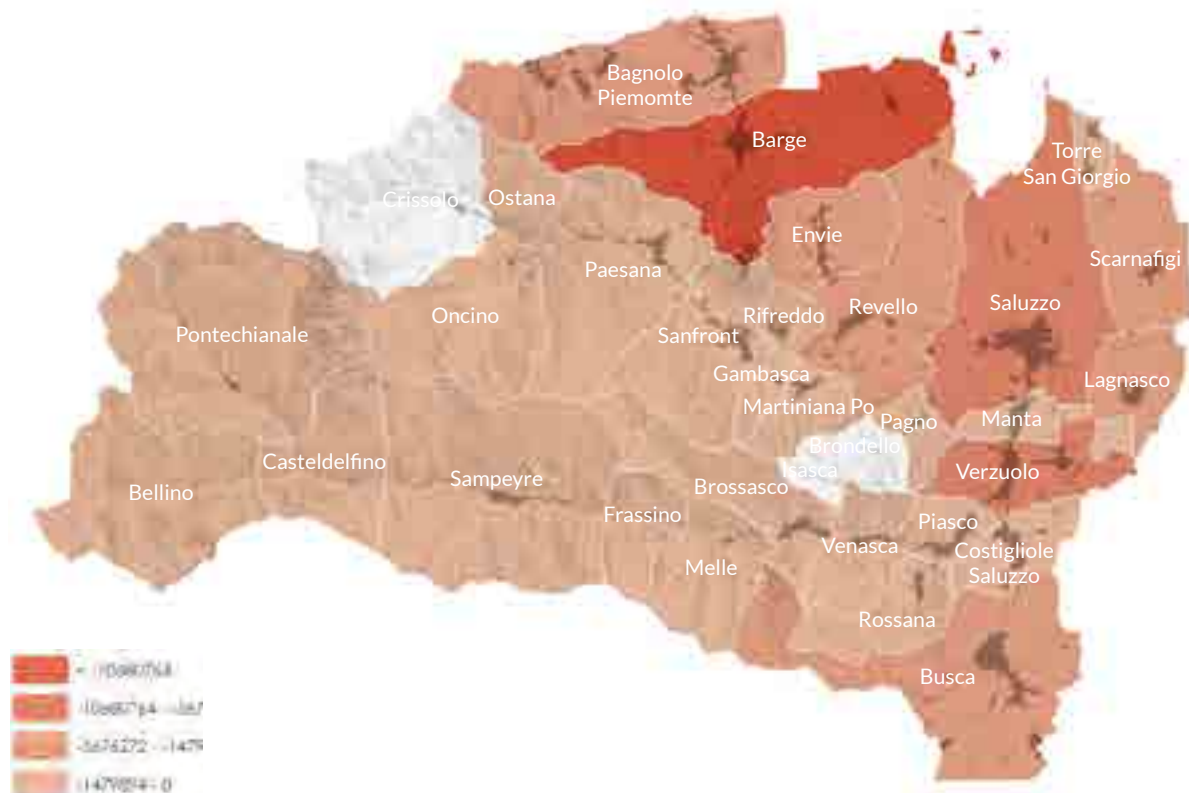 Bagnolo
Piemomte
Barge
Torre
San Giorgio
Crissolo
Ostana
Envie
Scarnafigi
Paesana
Oncino
Rifreddo
Revello
Saluzzo
Pontechianale
Sanfront
Gambasca
Lagnasco
Martiniana Po
Pagno
Manta
Brondello
Isasca
Casteldelfino
Sampeyre
Brossasco
Verzuolo
Bellino
Frassino
Piasco
Venasca
Costigliole
Saluzzo
Melle
Rossana
Busca